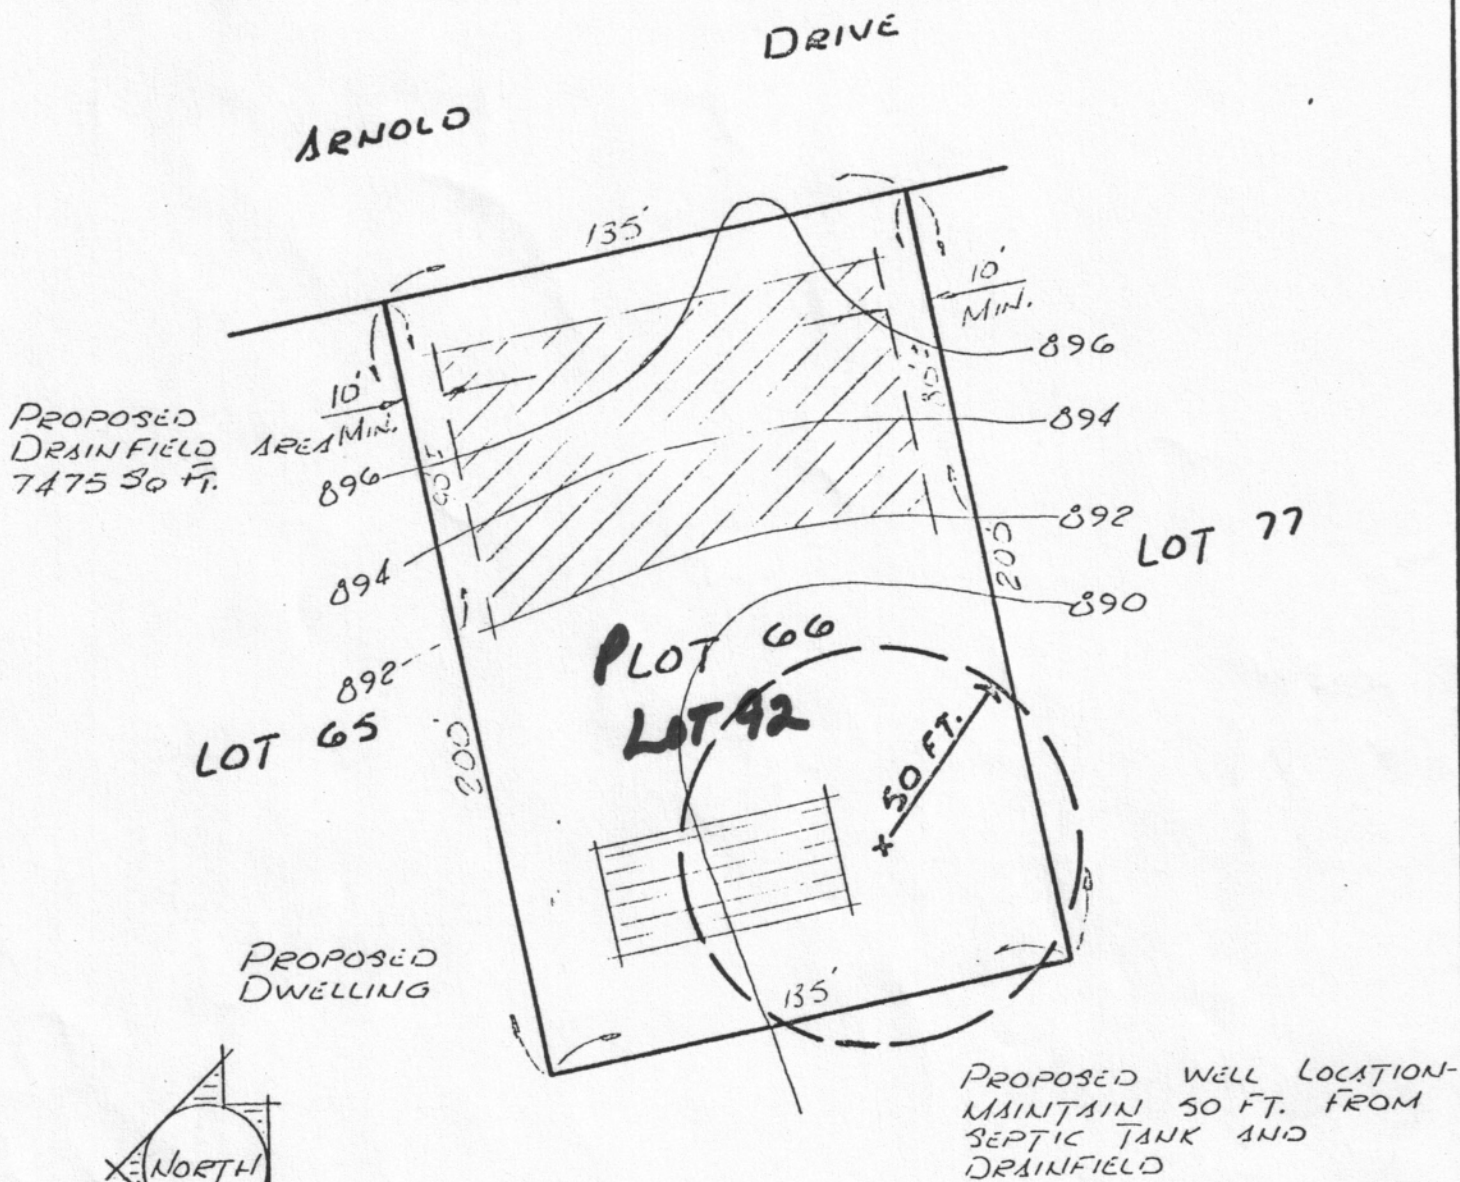 DRIVE
ARNOLD
135'
10'
MIN.
896
10'
MIN.
80'±
894
PROPOSED
DRAINFIELD AREA
7475 SQ FT.
896
90'±
892
LOT 77
200'
894
890
PLOT 66
892
LOT 42
LOT 65
200'
50 FT.
PROPOSED
DWELLING
135'
PROPOSED WELL LOCATION-
MAINTAIN 50 FT. FROM
SEPTIC TANK AND
DRAINFIELD
NORTH